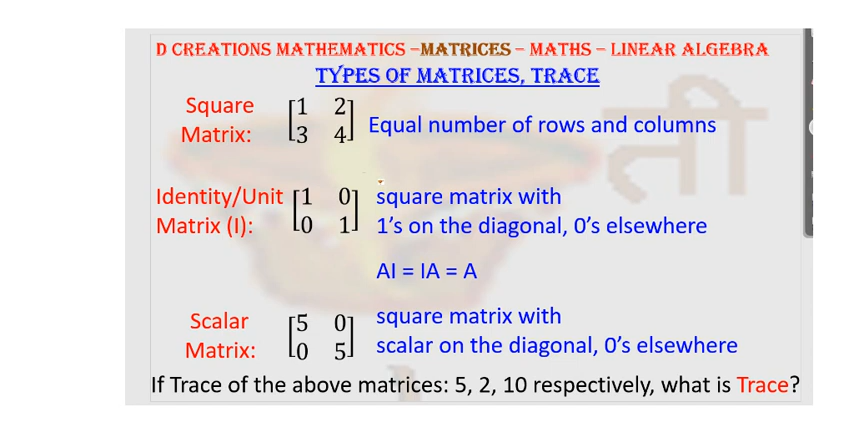 D CREATIONS MATHEMATICS –MATRICES – MATHS – LINEAR ALGEBRA
TYPES OF MATRICES, TRACE
Square Matrix: [1 2
3 4] Equal number of rows and columns
Identity/Unit Matrix (I): [1 0
0 1] square matrix with
1's on the diagonal, 0's elsewhere
AI = IA = A
Scalar Matrix: [5 0
0 5] square matrix with
scalar on the diagonal, 0's elsewhere
If Trace of the above matrices: 5, 2, 10 respectively, what is Trace?
ती